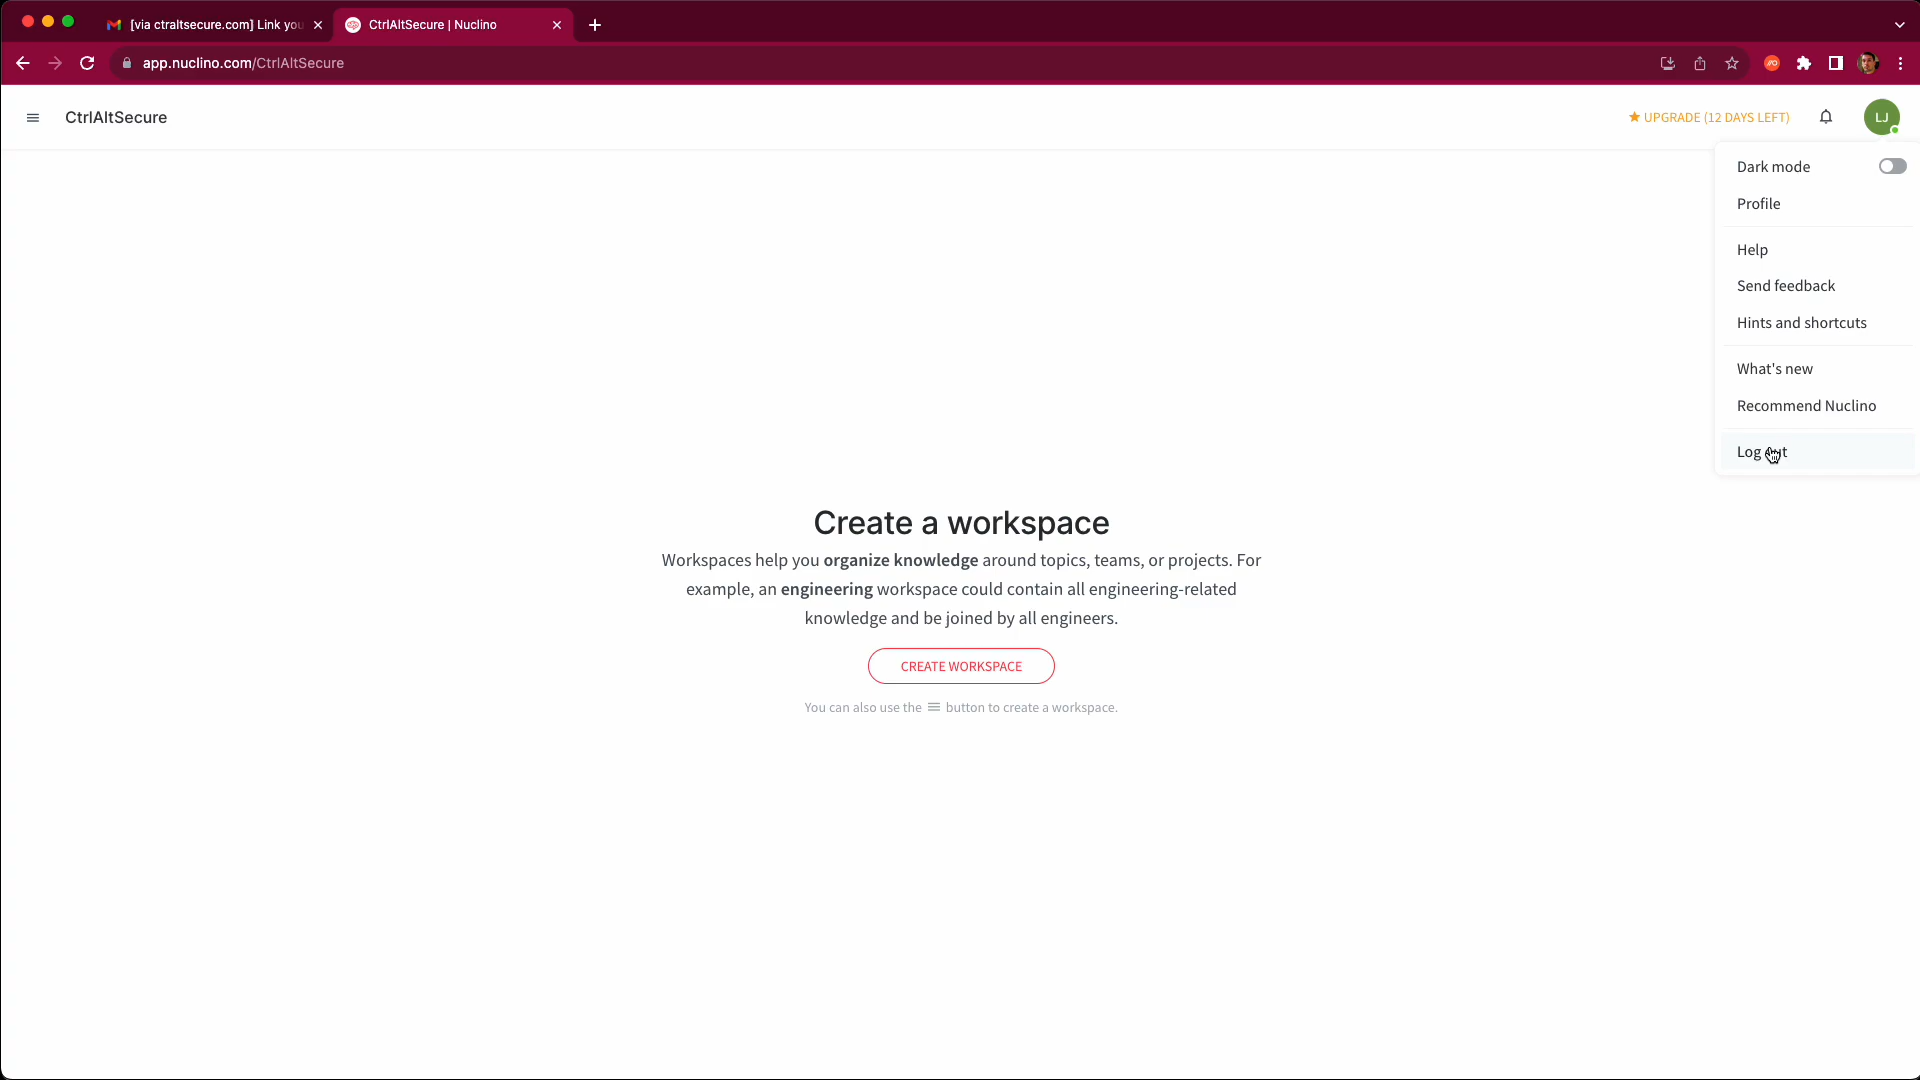 [via ctraltsecure.com] Link you
CtrlAltSecure | Nuclino
app.nuclino.com/CtrlAltSecure
CtrlAltSecure
UPGRADE (12 DAYS LEFT)
LJ
Dark mode
Profile
Help
Send feedback
Hints and shortcuts
What's new
Recommend Nuclino
Log out
Create a workspace
Workspaces help you organize knowledge around topics, teams, or projects. For
example, an engineering workspace could contain all engineering-related
knowledge and be joined by all engineers.
CREATE WORKSPACE
You can also use the button to create a workspace.